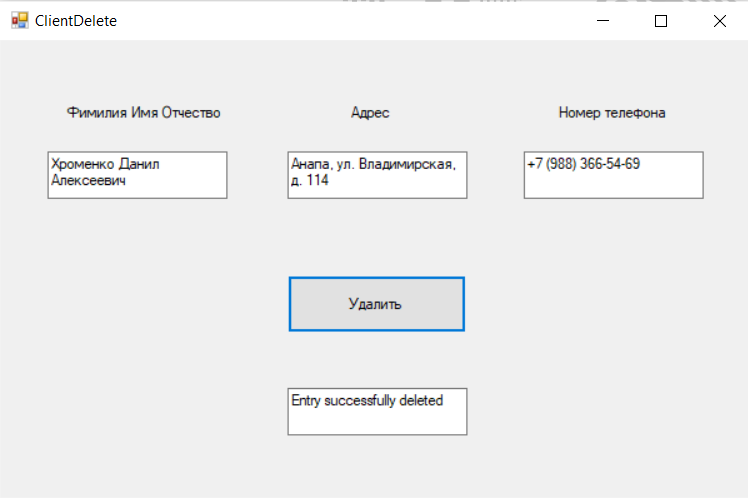 ClientDelete
Фимилия Имя Отчество
Адрес
Номер телефона
Хроменко Данил
Алексеевич
Анапа, ул. Владимирская,
д. 114
+7 (988) 366-54-69
Удалить
Entry successfully deleted